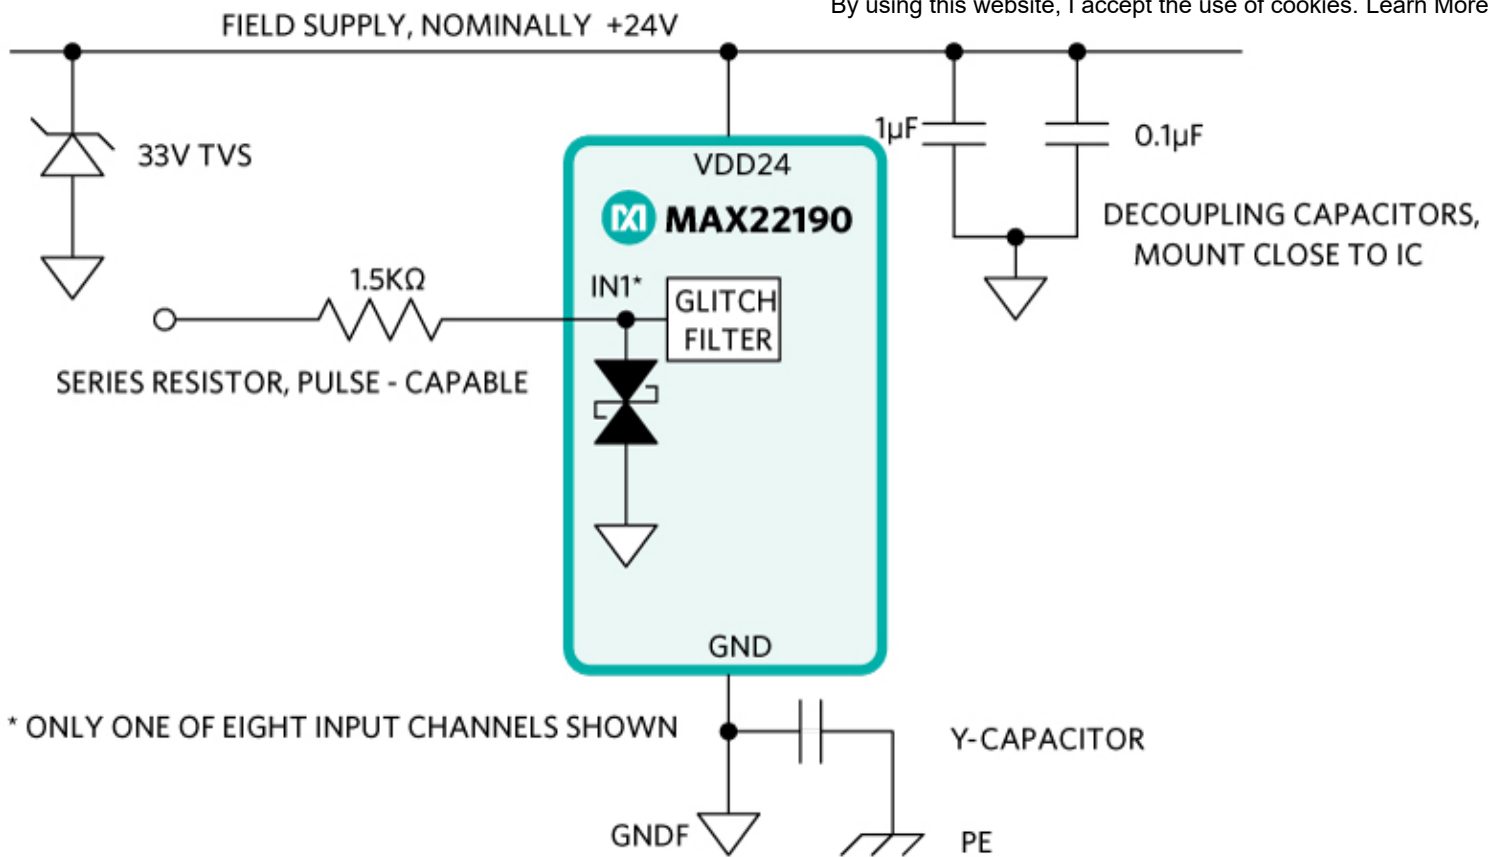 By using this website, I accept the use of cookies. Learn More
FIELD SUPPLY, NOMINALLY +24V
33V TVS
1µF
0.1µF
VDD24
MAX22190
DECOUPLING CAPACITORS,
MOUNT CLOSE TO IC
1.5KΩ
IN1*
GLITCH
FILTER
SERIES RESISTOR, PULSE - CAPABLE
GND
* ONLY ONE OF EIGHT INPUT CHANNELS SHOWN
Y-CAPACITOR
GNDF
PE